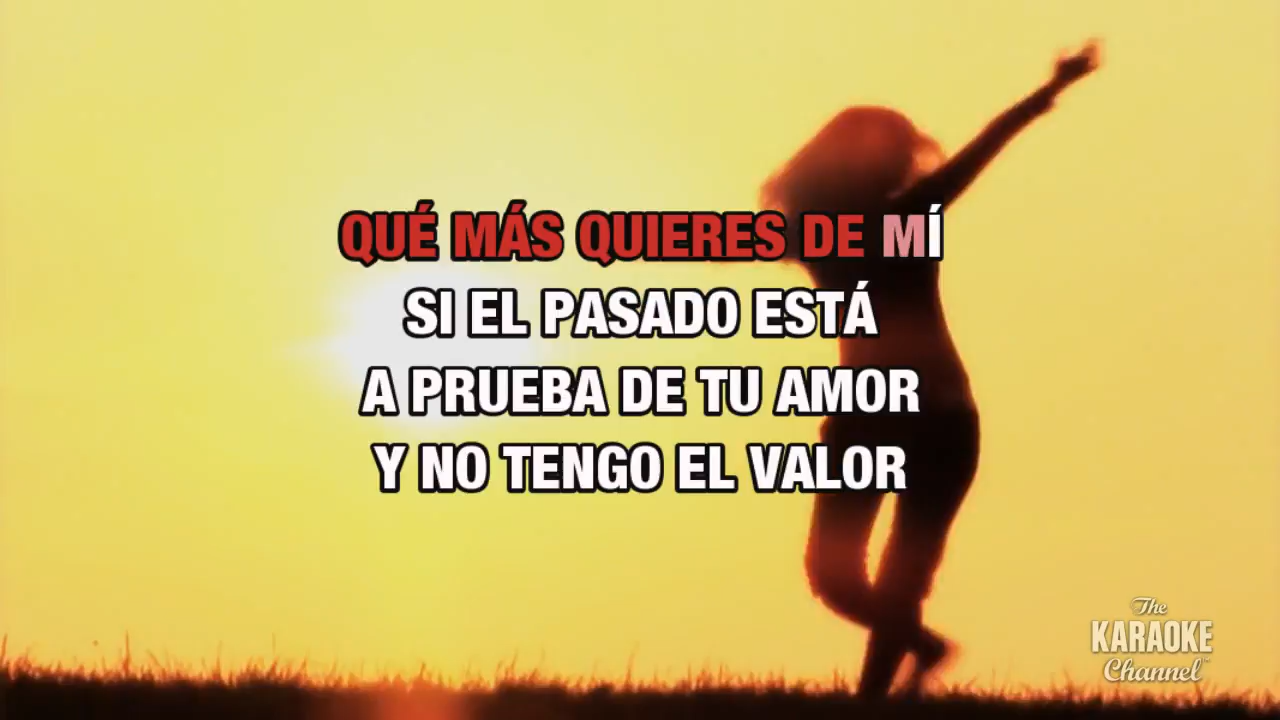 QUÉ MÁS QUIERES DE MÍ
SI EL PASADO ESTÁ
A PRUEBA DE TU AMOR
Y NO TENGO EL VALOR
The
KARAOKE
Channel™